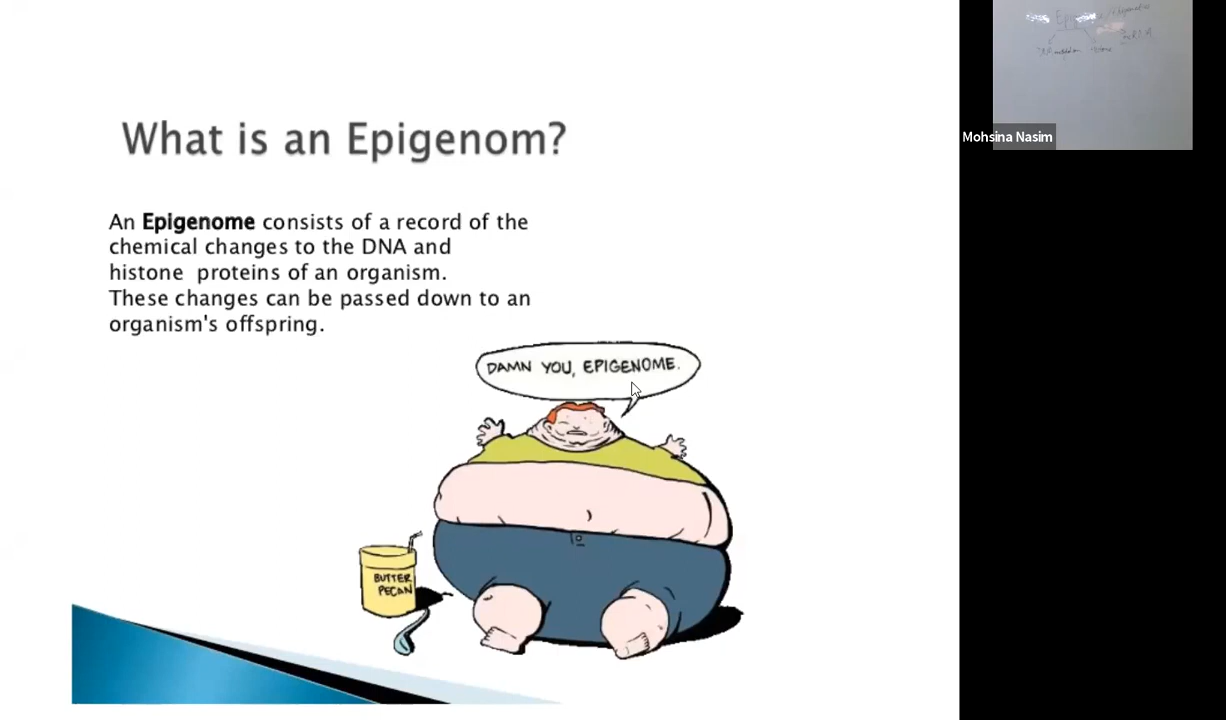 What is an Epigenom?
An Epigenome consists of a record of the
chemical changes to the DNA and
histone proteins of an organism.
These changes can be passed down to an
organism's offspring.
DAMN YOU, EPIGENOME.
BUTTER
PECAN
Mohsina Nasim